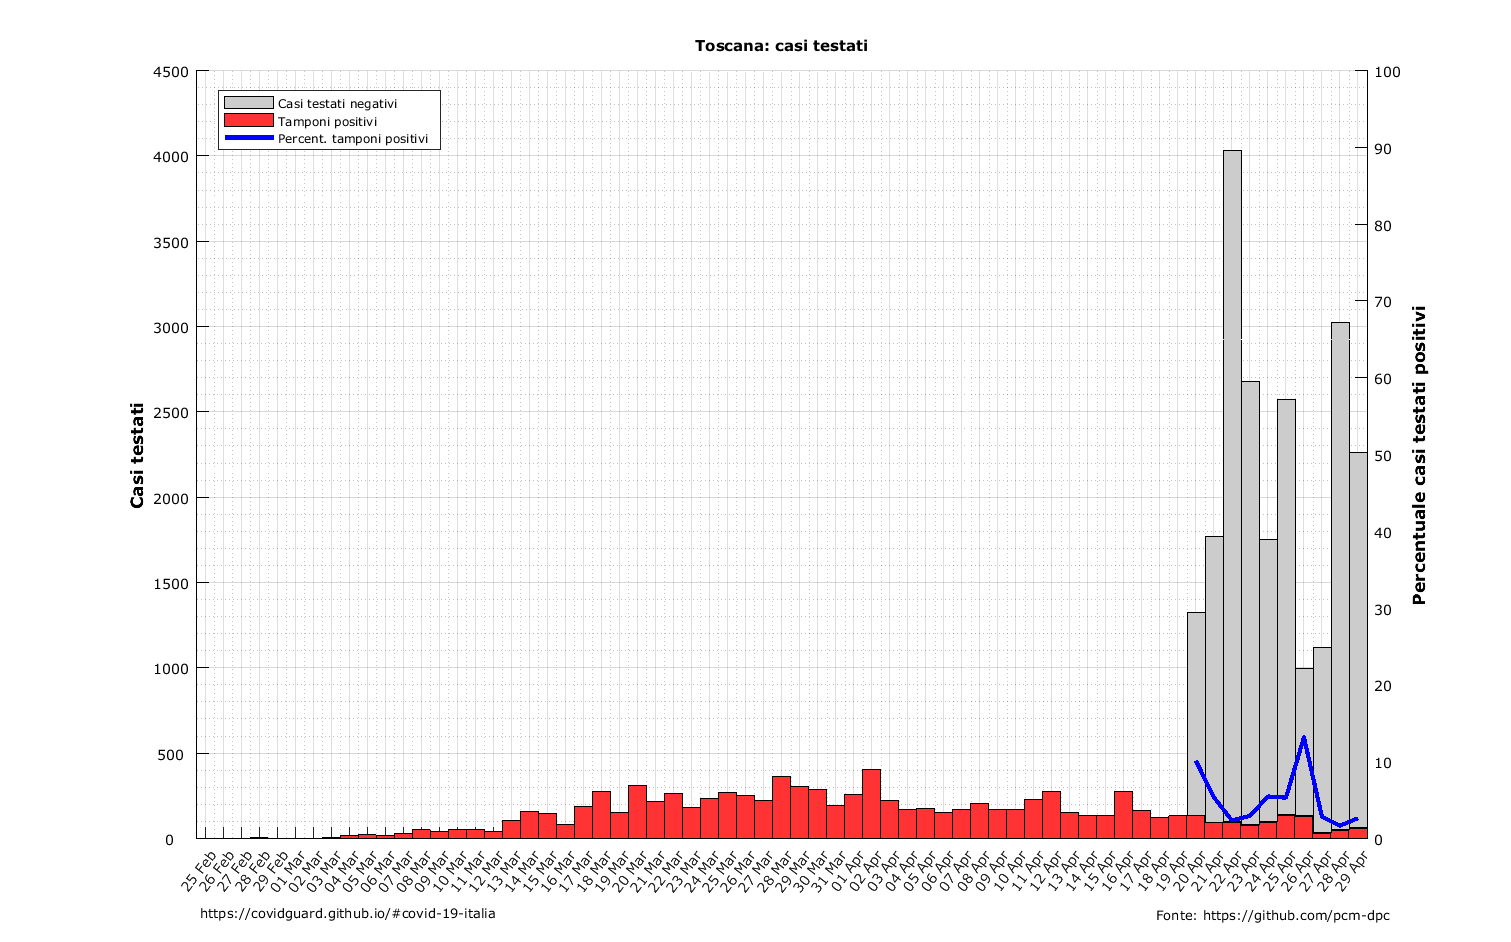 Toscana: casi testati
Casi testati negativi
Tamponi positivi
Percent. tamponi positivi
Casi testati
4500
4000
3500
3000
2500
2000
1500
1000
500
0
Percentuale casi testati positivi
100
90
80
70
60
50
40
30
20
10
0
25 Feb
26 Feb
27 Feb
28 Feb
29 Feb
01 Mar
02 Mar
03 Mar
04 Mar
05 Mar
06 Mar
07 Mar
08 Mar
09 Mar
10 Mar
11 Mar
12 Mar
13 Mar
14 Mar
15 Mar
16 Mar
17 Mar
18 Mar
19 Mar
20 Mar
21 Mar
22 Mar
23 Mar
24 Mar
25 Mar
26 Mar
27 Mar
28 Mar
29 Mar
30 Mar
31 Mar
01 Apr
02 Apr
03 Apr
04 Apr
05 Apr
06 Apr
07 Apr
08 Apr
09 Apr
10 Apr
11 Apr
12 Apr
13 Apr
14 Apr
15 Apr
16 Apr
17 Apr
18 Apr
19 Apr
20 Apr
21 Apr
22 Apr
23 Apr
24 Apr
25 Apr
26 Apr
27 Apr
28 Apr
29 Apr
https://covidguard.github.io/#covid-19-italia
Fonte: https://github.com/pcm-dpc